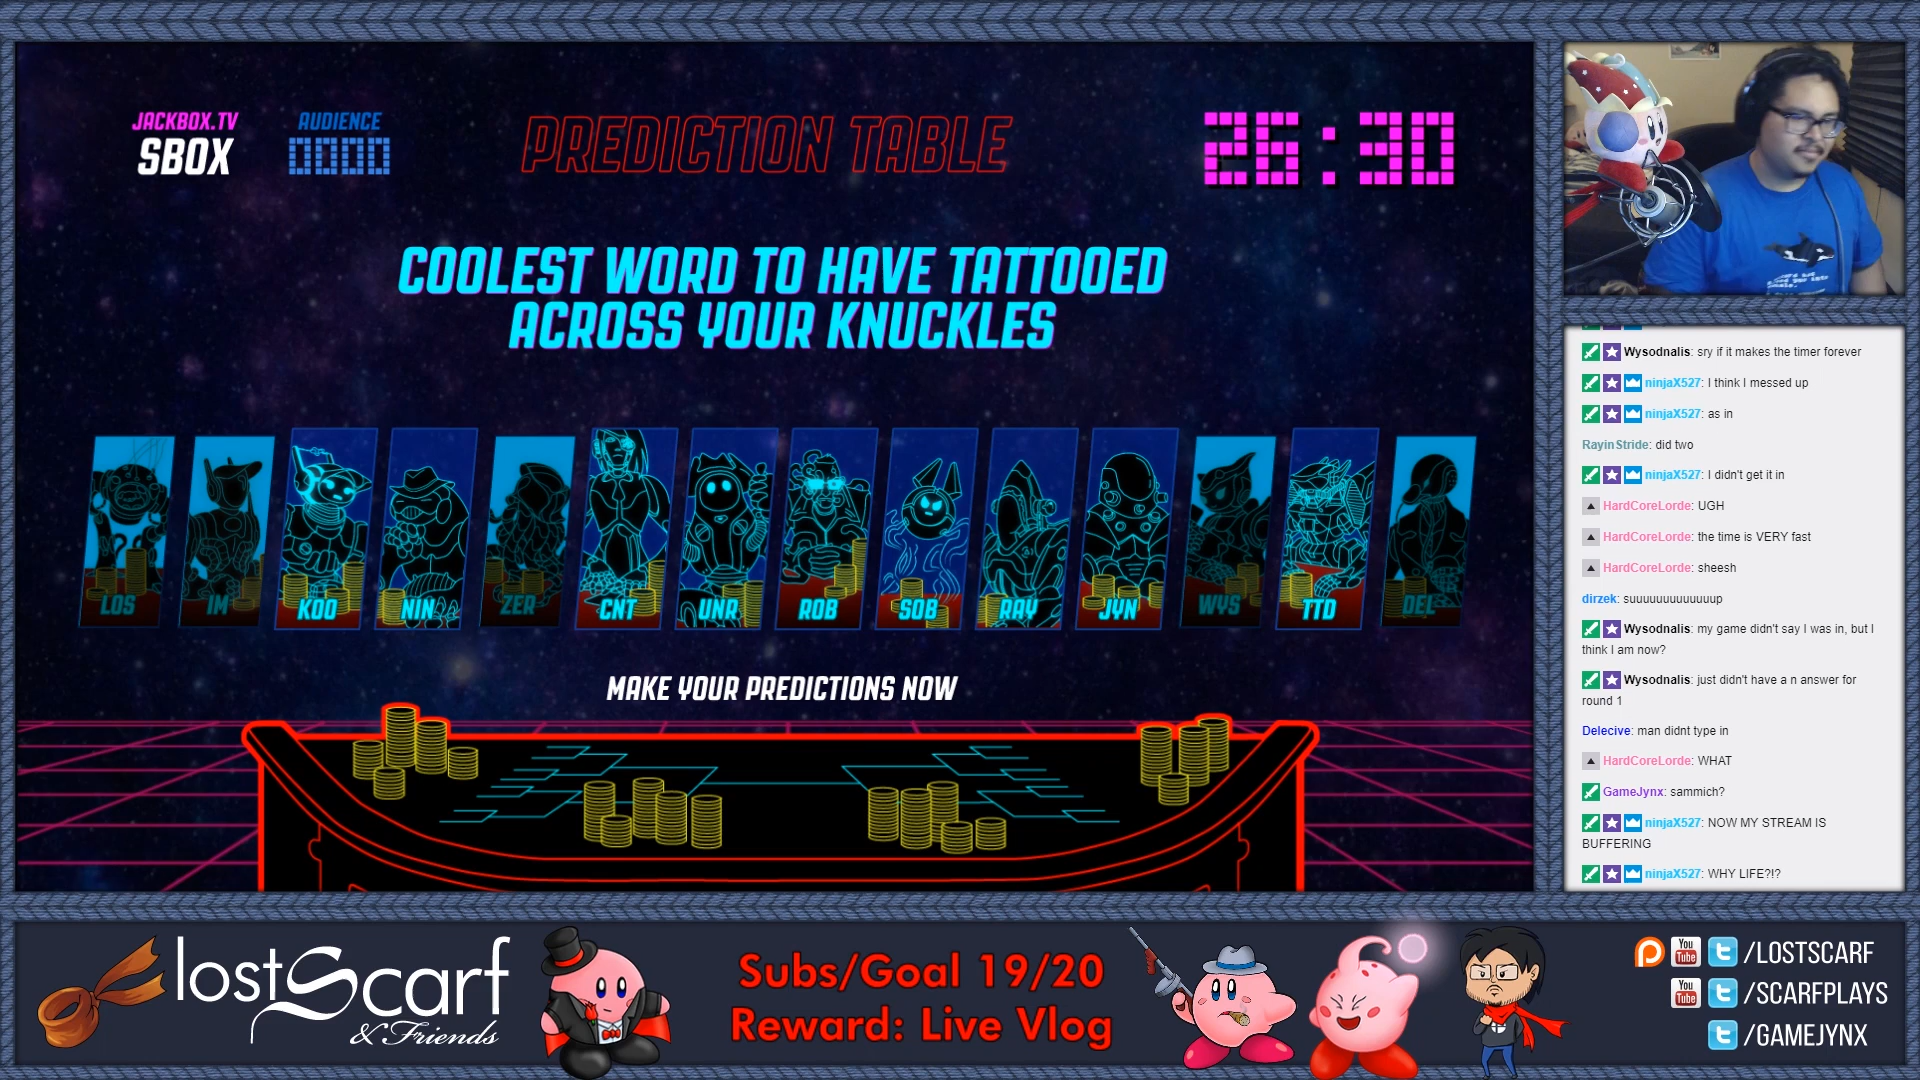 JACKBOX.TV
SBOX
AUDIENCE
0000
PREDICTION TABLE
26:30
COOLEST WORD TO HAVE TATTOOED
ACROSS YOUR KNUCKLES
LOS IM KOO NIN ZER CNT UNR ROB SOB RAY JYN WYS TTD DEL
MAKE YOUR PREDICTIONS NOW
Wysodnalis: sry if it makes the timer forever
ninjaX527: I think I messed up
ninjaX527: as in
RayinStride: did two
ninjaX527: I didn't get it in
HardCoreLorde: UGH
HardCoreLorde: the time is VERY fast
HardCoreLorde: sheesh
dirzek: suuuuuuuuuuuup
Wysodnalis: my game didn't say I was in, but I
think I am now?
Wysodnalis: just didn't have a n answer for
round 1
Delecive: man didnt type in
HardCoreLorde: WHAT
GameJynx: sammich?
ninjaX527: NOW MY STREAM IS
BUFFERING
ninjaX527: WHY LIFE?!?
lostScarf
& Friends
Subs/Goal 19/20
Reward: Live Vlog
You Tube /LOSTSCARF
You Tube /SCARFPLAYS
/GAMEJYNX